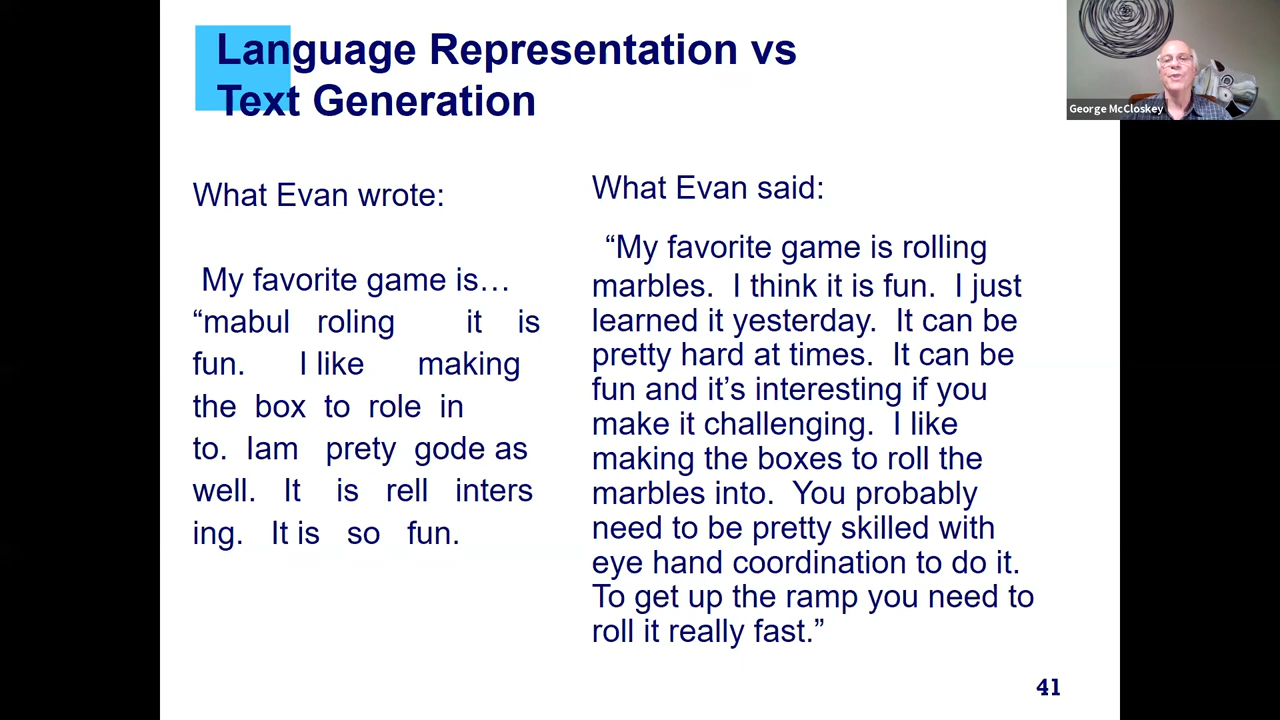 Language Representation vs
Text Generation
George McCloskey
What Evan wrote:
My favorite game is…
“mabul roling it is
fun. I like making
the box to role in
to. Iam prety gode as
well. It is rell inters
ing. It is so fun.
What Evan said:
“My favorite game is rolling
marbles. I think it is fun. I just
learned it yesterday. It can be
pretty hard at times. It can be
fun and it’s interesting if you
make it challenging. I like
making the boxes to roll the
marbles into. You probably
need to be pretty skilled with
eye hand coordination to do it.
To get up the ramp you need to
roll it really fast.”
41